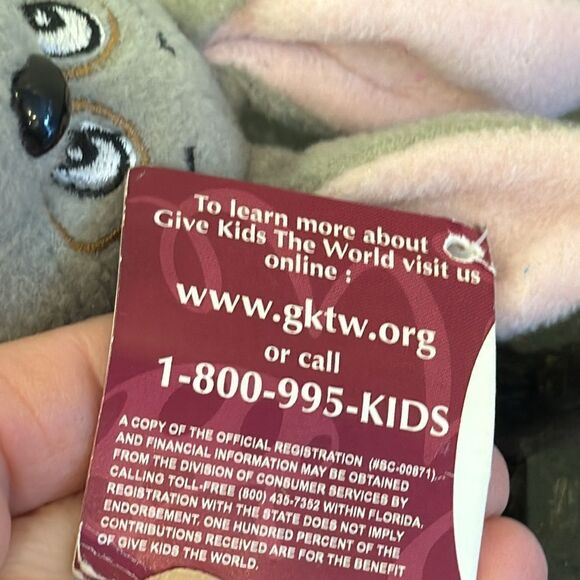 To learn more about
Give Kids The World visit us
online :
www.gktw.org
or call
1-800-995-KIDS
A COPY OF THE OFFICIAL REGISTRATION (#SC-00871),
AND FINANCIAL INFORMATION MAY BE OBTAINED
FROM THE DIVISION OF CONSUMER SERVICES BY
CALLING TOLL-FREE (800) 435-7352 WITHIN FLORIDA.
REGISTRATION WITH THE STATE DOES NOT IMPLY
ENDORSEMENT. ONE HUNDRED PERCENT OF THE
CONTRIBUTIONS RECEIVED ARE FOR THE BENEFIT
OF GIVE KIDS THE WORLD.